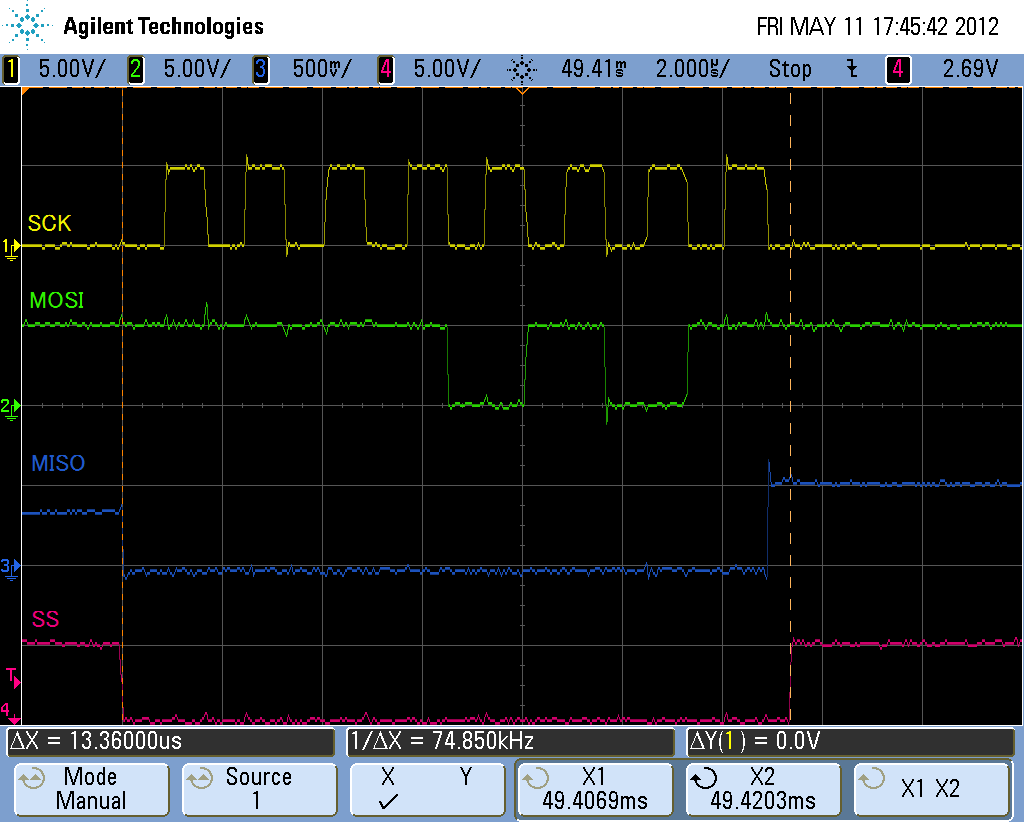 Agilent Technologies FRI MAY 11 17:45:42 2012
1 5.00V/ 2 5.00V/ 3 500m/ 4 5.00V/ 49.41ms 2.000us/ Stop 4 2.69V
SCK
1
MOSI
2
MISO
3
SS
T
4
ΔX = 13.36000us 1/ΔX = 74.850kHz ΔY(1) = 0.0V
Mode Source X Y X1 X2 X1 X2
Manual 1 49.4069ms 49.4203ms